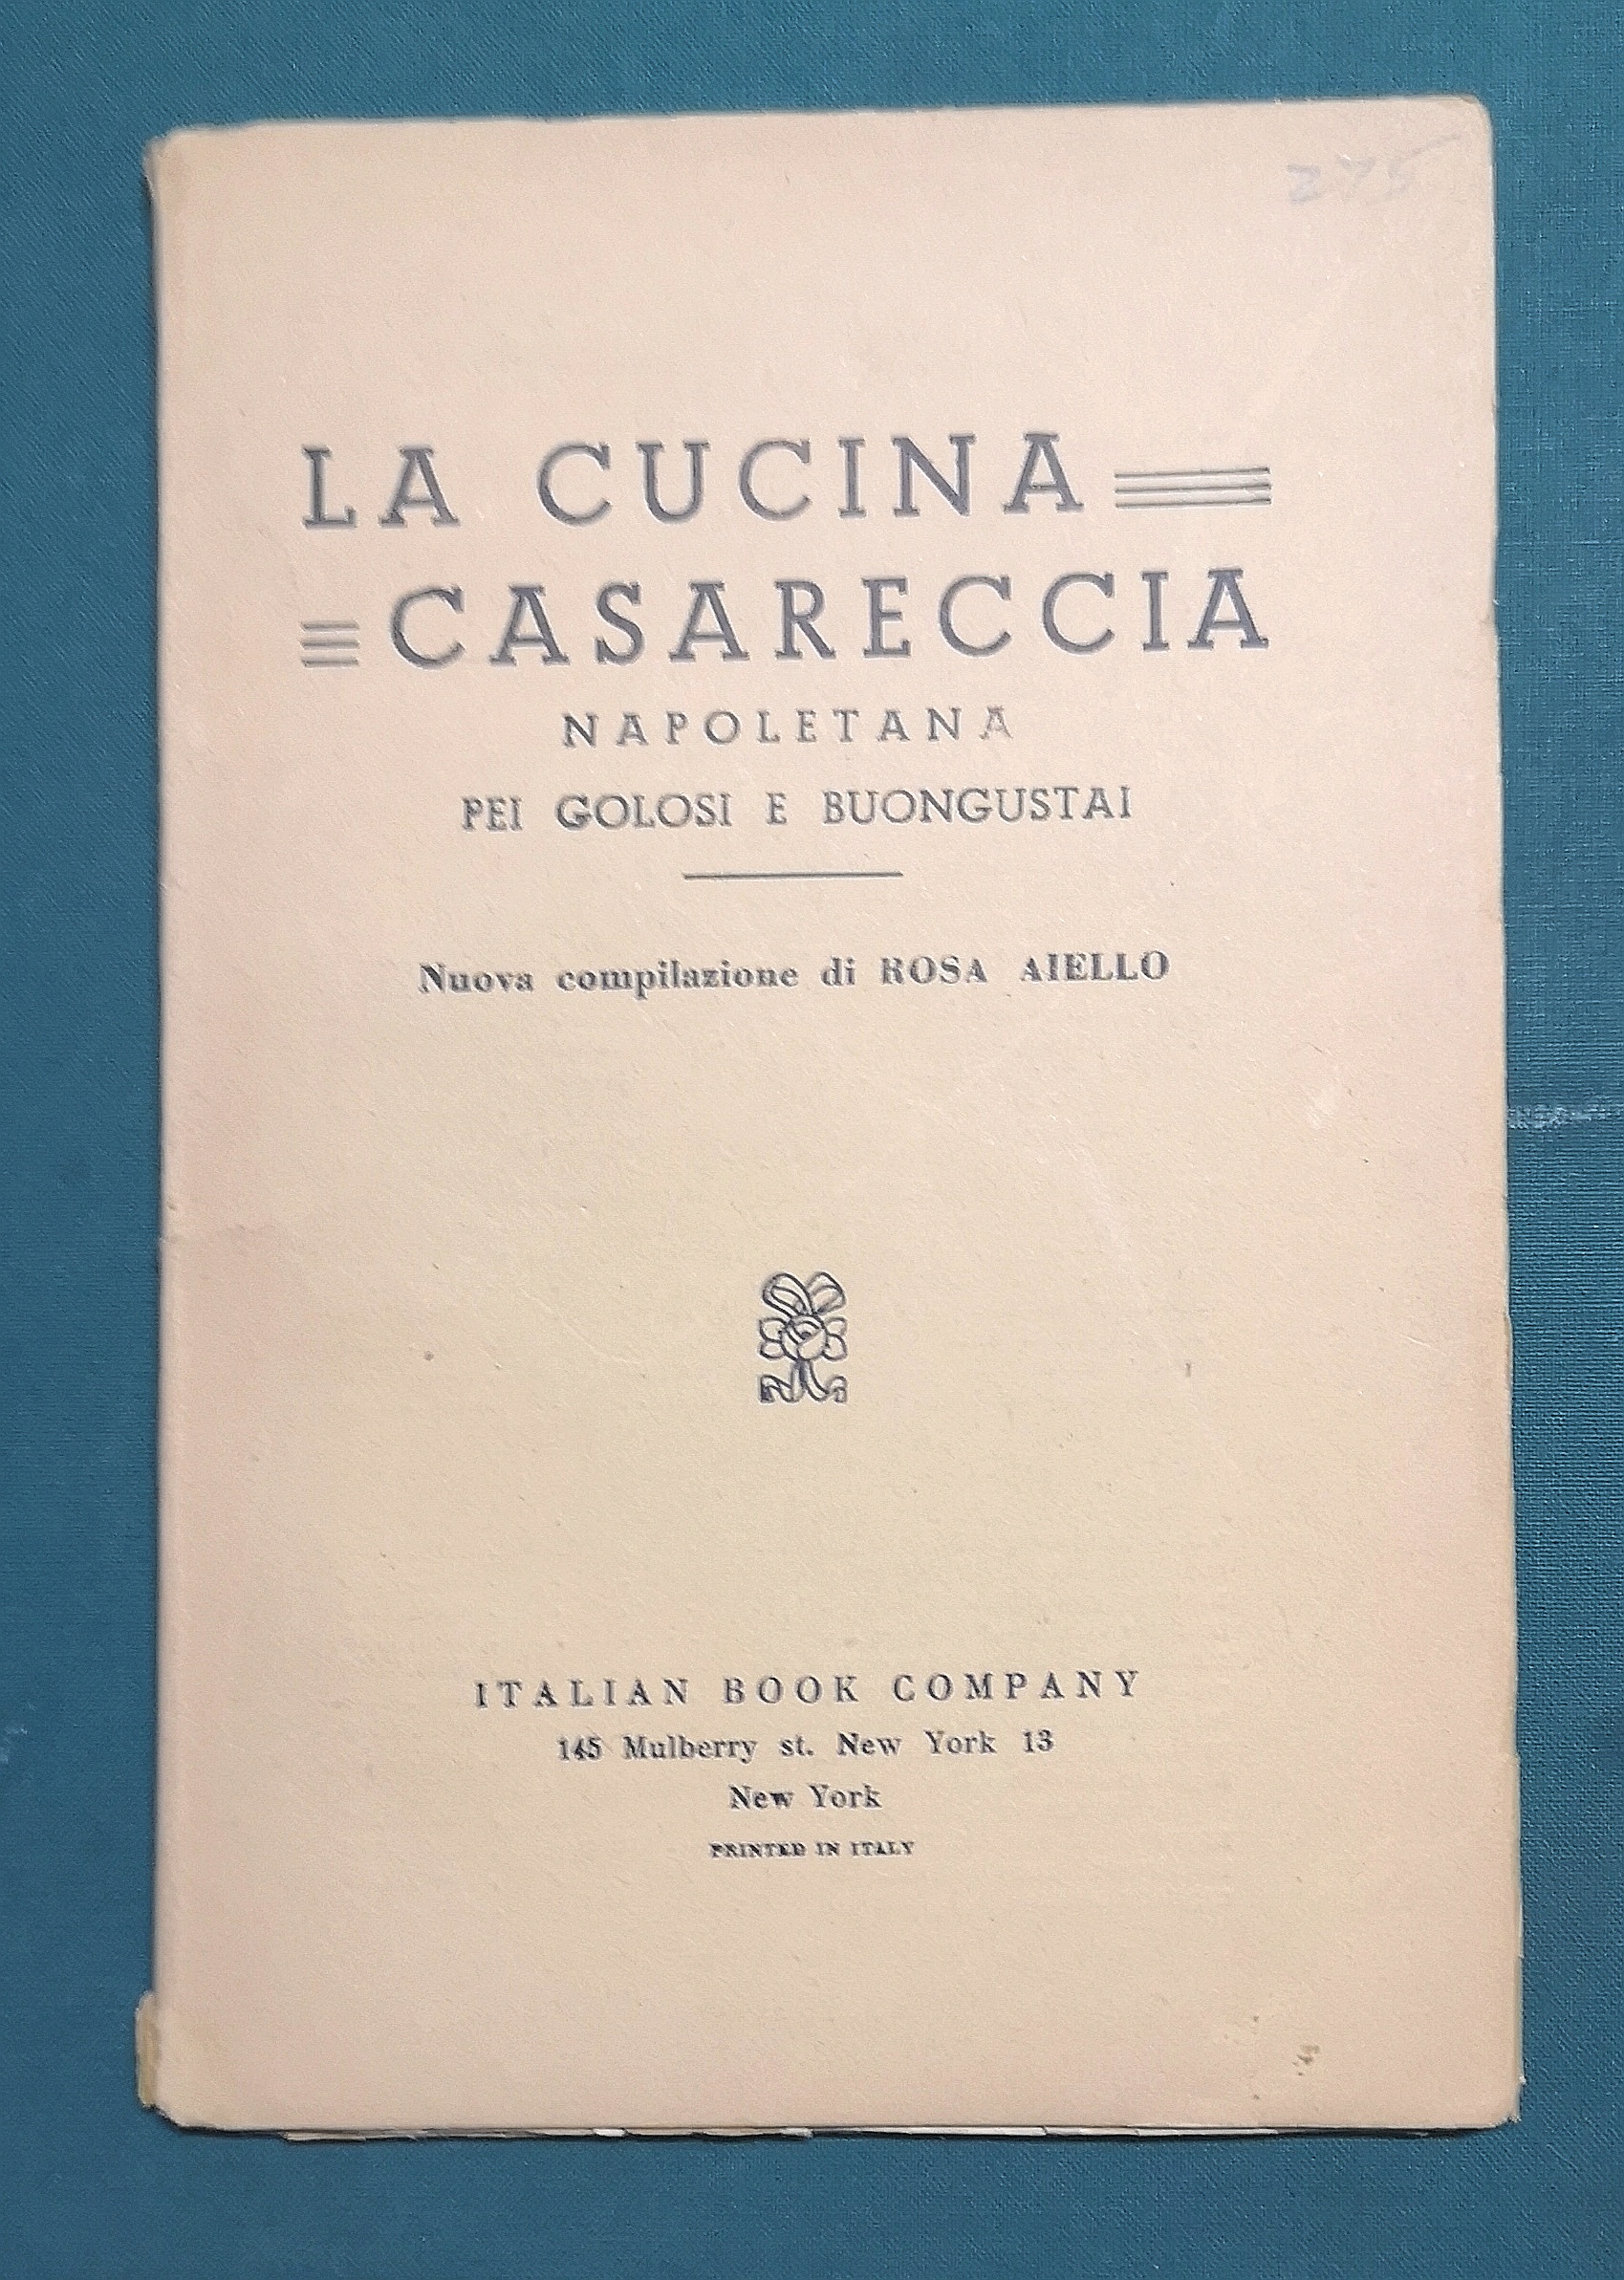 275
LA CUCINA
CASARECCIA
NAPOLETANA
PEI GOLOSI E BUONGUSTAI
Nuova compilazione di ROSA AIELLO
ITALIAN BOOK COMPANY
145 Mulberry st. New York 13
New York
PRINTED IN ITALY